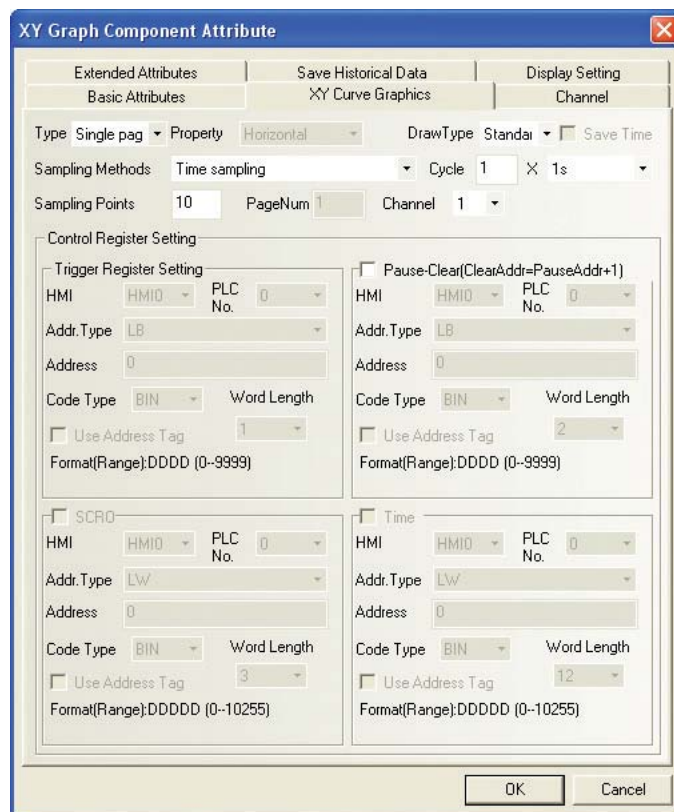 XY Graph Component Attribute
Extended Attributes Save Historical Data Display Setting
Basic Attributes XY Curve Graphics Channel
Type Single pag Property Horizontal DrawType Standar Save Time
Sampling Methods Time sampling Cycle 1 X 1s
Sampling Points 10 PageNum 1 Channel 1
Control Register Setting
Trigger Register Setting
HMI HMI0 PLC No. 0
Addr.Type LB
Address 0
Code Type BIN Word Length
Use Address Tag 1
Format(Range):DDDD (0--9999)
Pause-Clear(ClearAddr=PauseAddr+1)
HMI HMI0 PLC No. 0
Addr.Type LB
Address 0
Code Type BIN Word Length
Use Address Tag 2
Format(Range):DDDD (0--9999)
SCRO
HMI HMI0 PLC No. 0
Addr.Type LW
Address 0
Code Type BIN Word Length
Use Address Tag 3
Format(Range):DDDDD (0--10255)
Time
HMI HMI0 PLC No. 0
Addr.Type LW
Address 0
Code Type BIN Word Length
Use Address Tag 12
Format(Range):DDDDD (0--10255)
OK Cancel